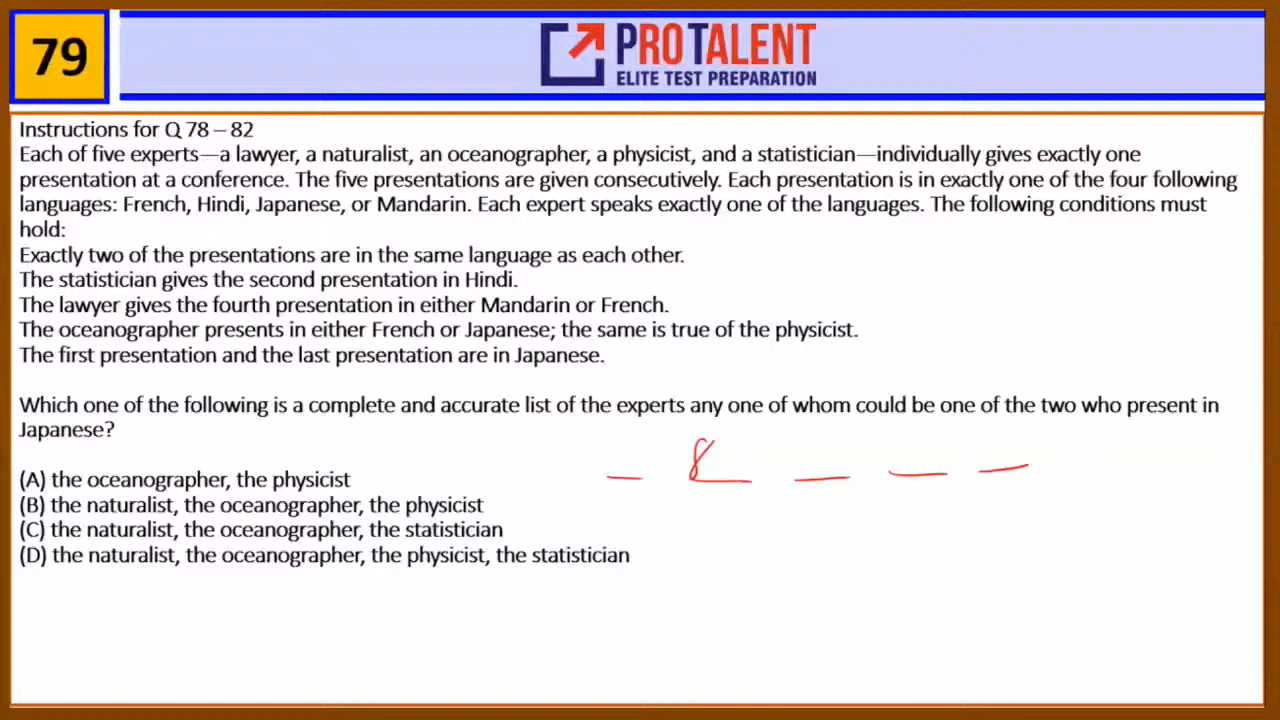 79
PROTALENT
ELITE TEST PREPARATION
Instructions for Q 78 – 82
Each of five experts—a lawyer, a naturalist, an oceanographer, a physicist, and a statistician—individually gives exactly one
presentation at a conference. The five presentations are given consecutively. Each presentation is in exactly one of the four following
languages: French, Hindi, Japanese, or Mandarin. Each expert speaks exactly one of the languages. The following conditions must
hold:
Exactly two of the presentations are in the same language as each other.
The statistician gives the second presentation in Hindi.
The lawyer gives the fourth presentation in either Mandarin or French.
The oceanographer presents in either French or Japanese; the same is true of the physicist.
The first presentation and the last presentation are in Japanese.
Which one of the following is a complete and accurate list of the experts any one of whom could be one of the two who present in
Japanese?
(A) the oceanographer, the physicist
(B) the naturalist, the oceanographer, the physicist
(C) the naturalist, the oceanographer, the statistician
(D) the naturalist, the oceanographer, the physicist, the statistician